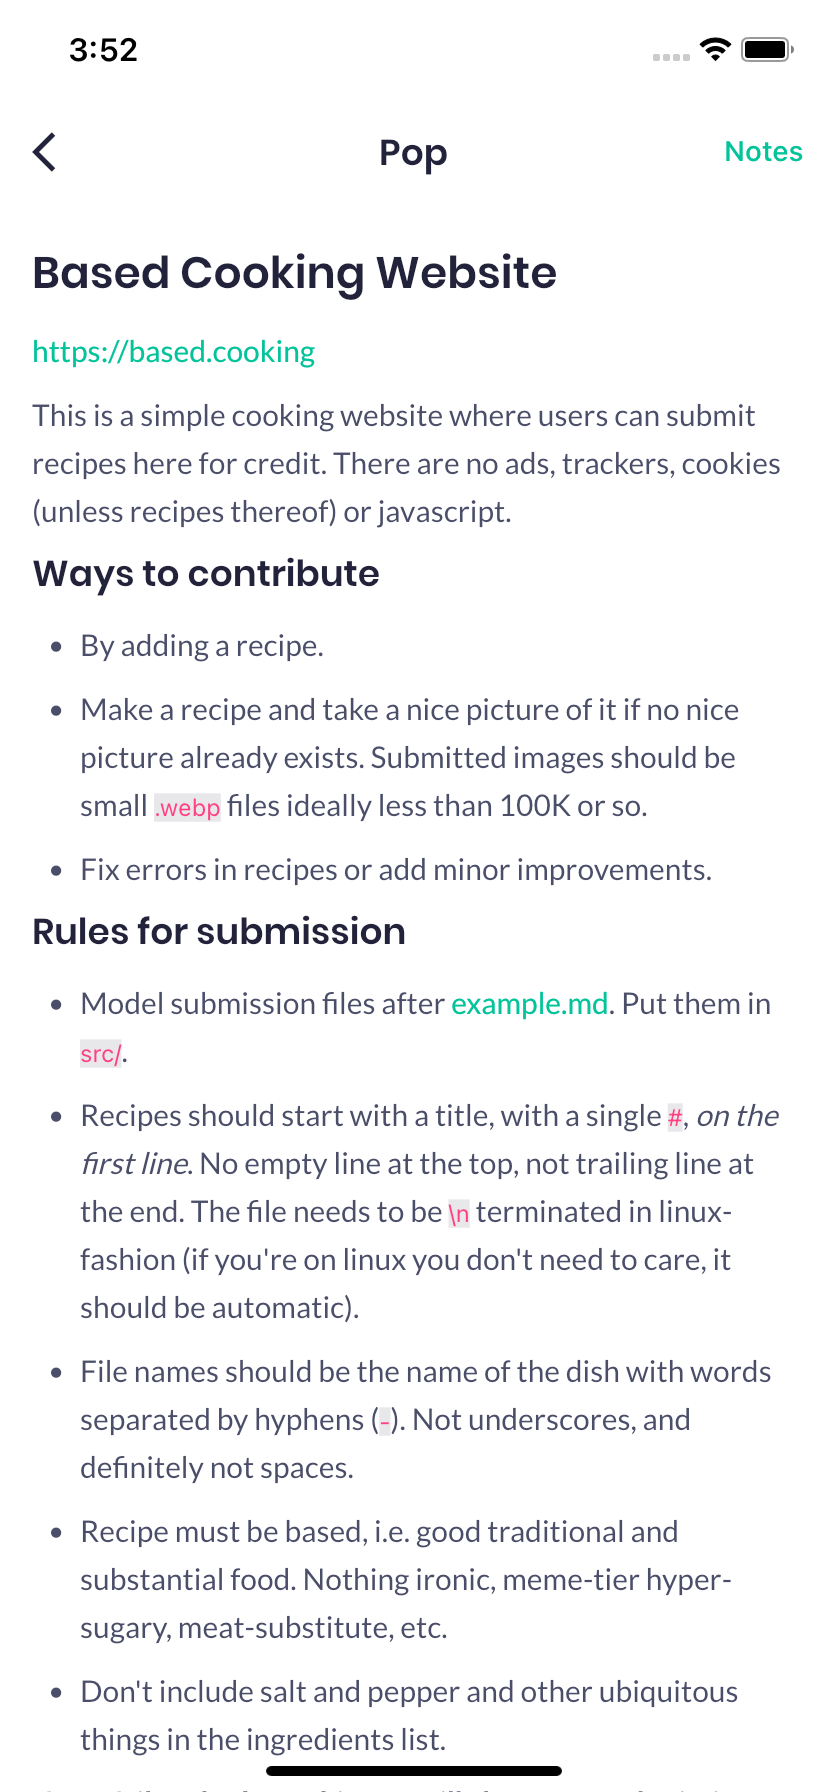 3:52
Pop
Notes
Based Cooking Website
https://based.cooking
This is a simple cooking website where users can submit
recipes here for credit. There are no ads, trackers, cookies
(unless recipes thereof) or javascript.
Ways to contribute
• By adding a recipe.
• Make a recipe and take a nice picture of it if no nice
picture already exists. Submitted images should be
small .webp files ideally less than 100K or so.
• Fix errors in recipes or add minor improvements.
Rules for submission
• Model submission files after example.md. Put them in
src/.
• Recipes should start with a title, with a single #, on the
first line. No empty line at the top, not trailing line at
the end. The file needs to be \n terminated in linux-
fashion (if you're on linux you don't need to care, it
should be automatic).
• File names should be the name of the dish with words
separated by hyphens (-). Not underscores, and
definitely not spaces.
• Recipe must be based, i.e. good traditional and
substantial food. Nothing ironic, meme-tier hyper-
sugary, meat-substitute, etc.
• Don't include salt and pepper and other ubiquitous
things in the ingredients list.